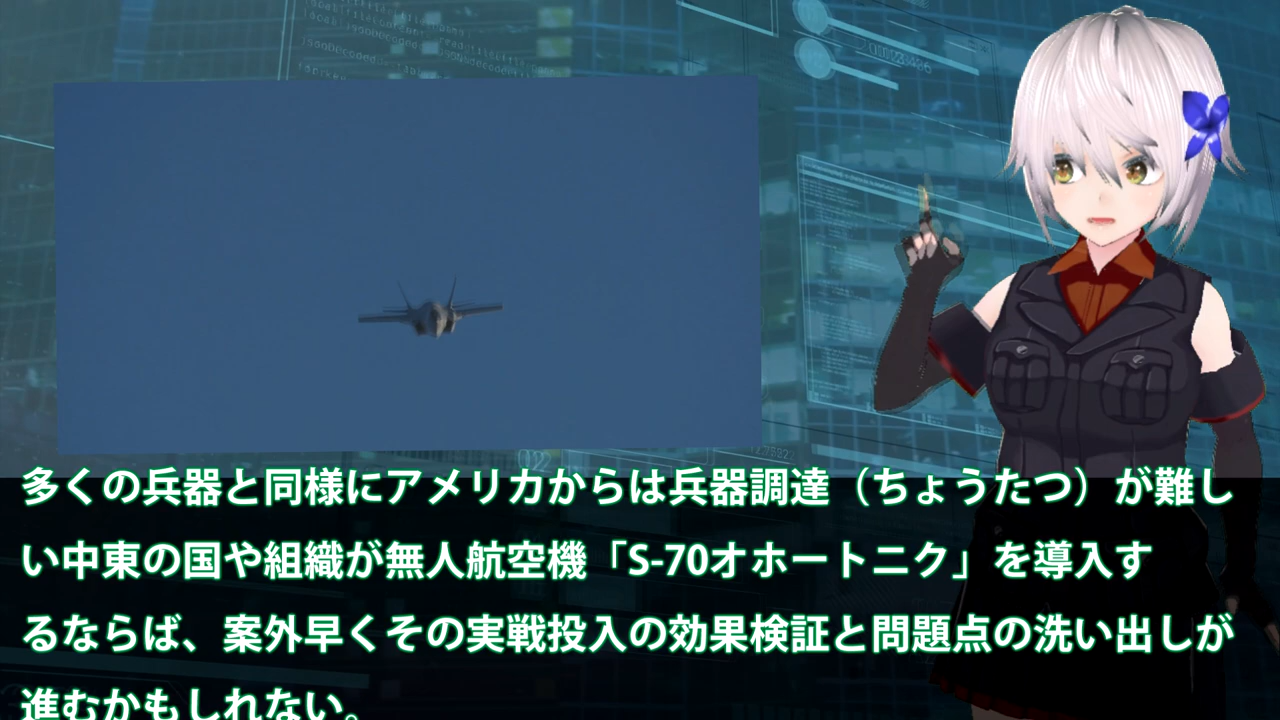 多くの兵器と同様にアメリカからは兵器調達（ちょうたつ）が難し
い中東の国や組織が無人航空機「S-70オホートニク」を導入す
るならば、案外早くその実戦投入の効果検証と問題点の洗い出しが
進むかもしれない。